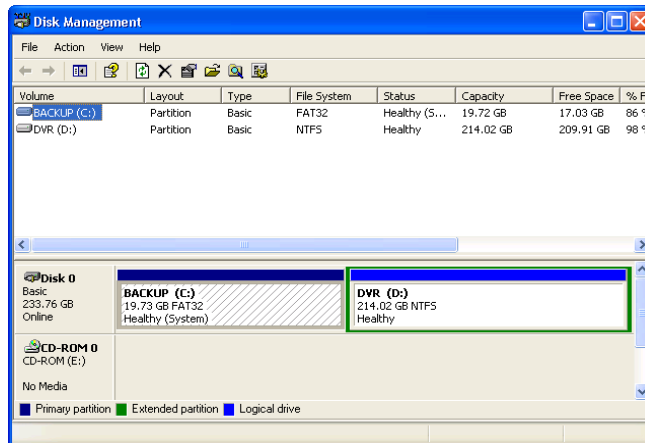 Disk Management
File Action View Help
Volume Layout Type File System Status Capacity Free Space % F
BACKUP (C:) Partition Basic FAT32 Healthy (S... 19.72 GB 17.03 GB 86 %
DVR (D:) Partition Basic NTFS Healthy 214.02 GB 209.91 GB 98 %
Disk 0
Basic
233.76 GB
Online
BACKUP (C:)
19.73 GB FAT32
Healthy (System)
DVR (D:)
214.02 GB NTFS
Healthy
CD-ROM 0
CD-ROM (E:)
No Media
Primary partition Extended partition Logical drive